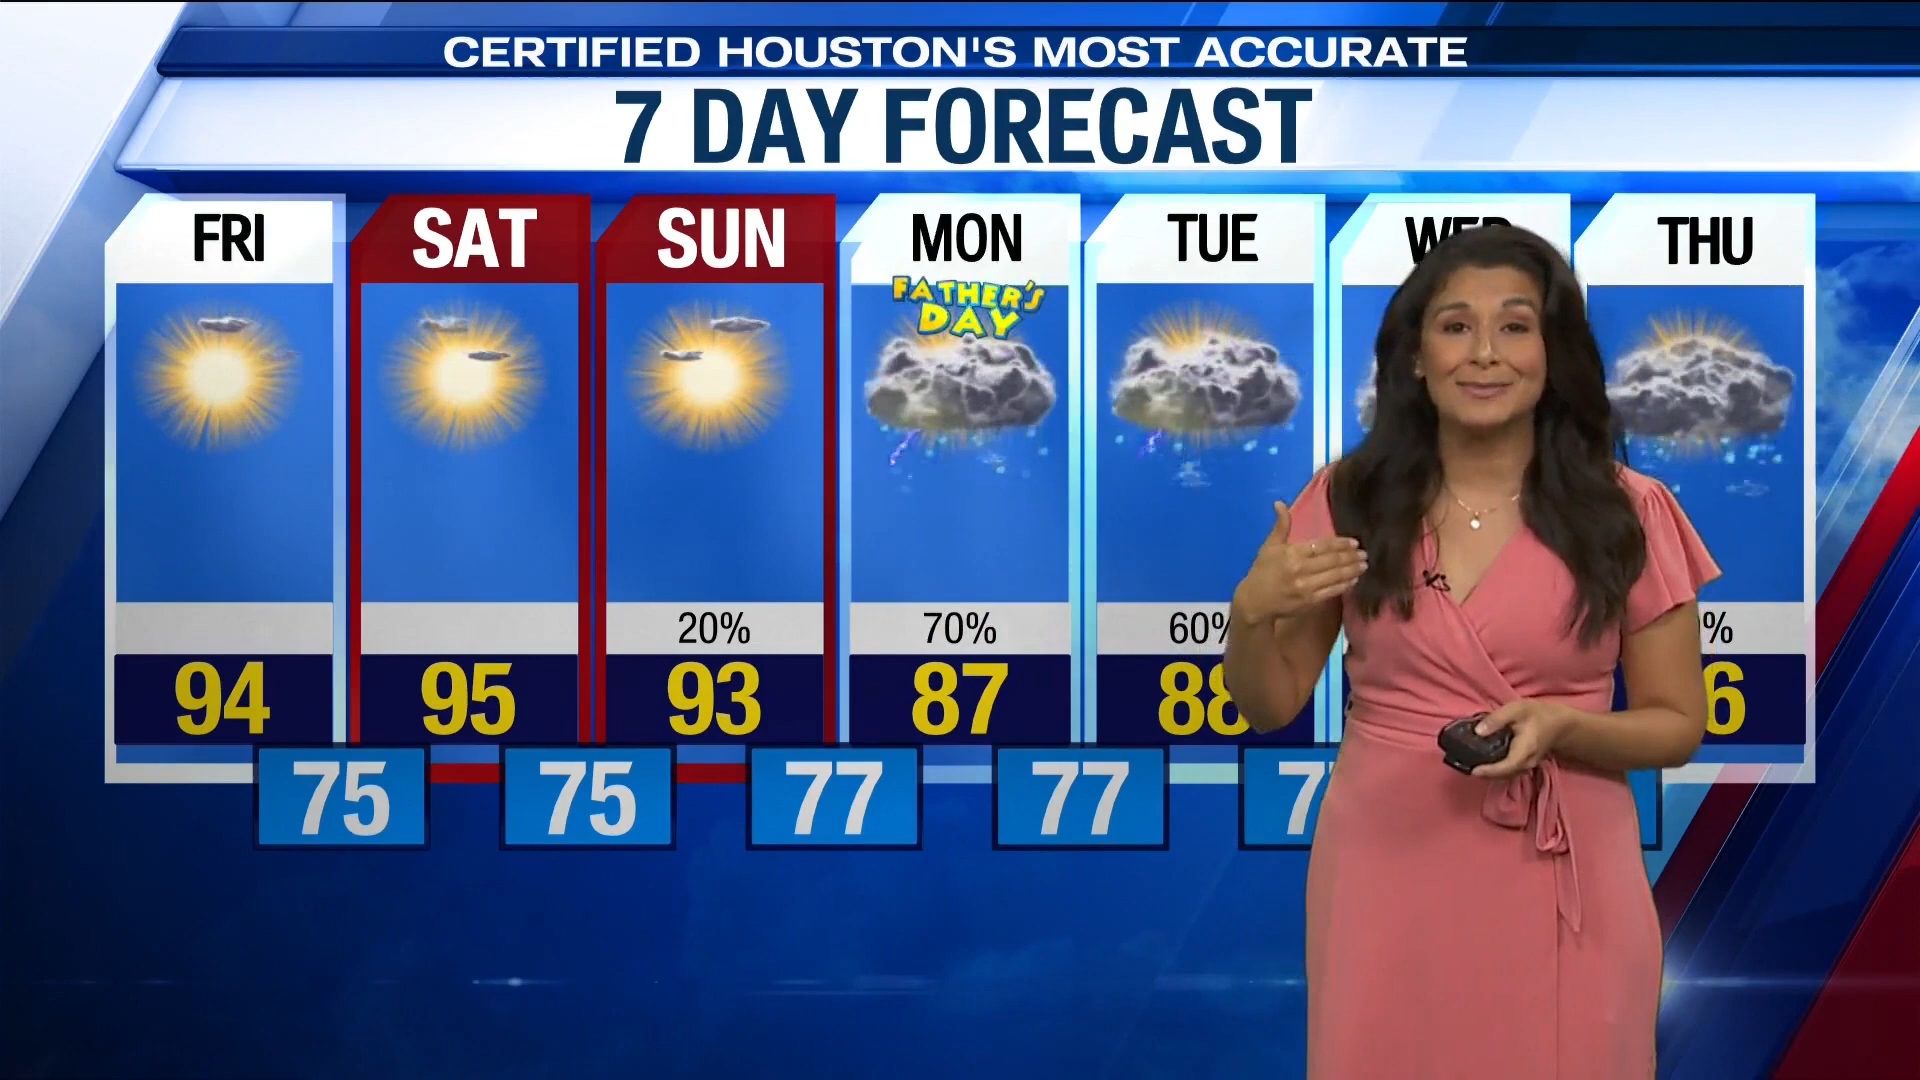 CERTIFIED HOUSTON'S MOST ACCURATE
7 DAY FORECAST
FRI SAT SUN MON TUE THU
FATHER'S
DAY
20% 70%
94 95 93 87 88
75 75 77 77